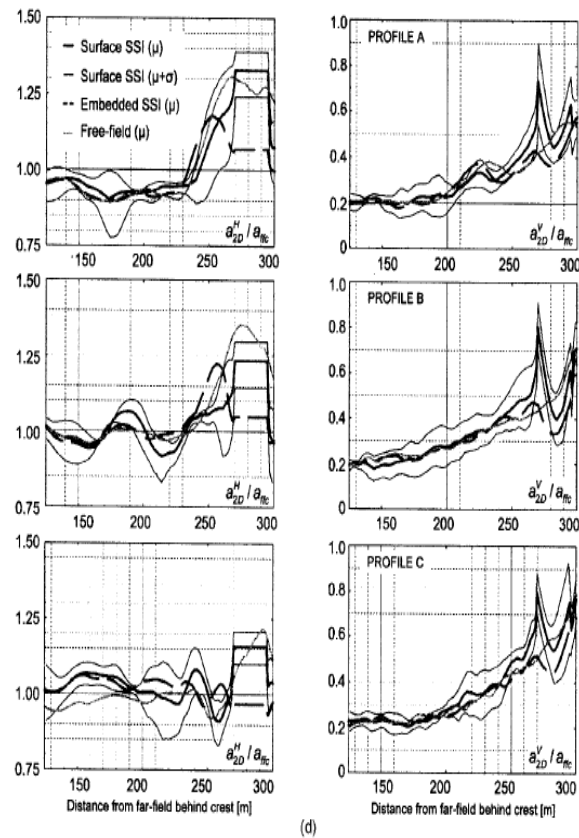 1.50
1.25
1.00
0.75
Surface SSI (μ)
Surface SSI (μ+σ)
Embedded SSI (μ)
Free-field (μ)
a2DH / affc
150 200 250 300
1.0
0.8
0.6
0.4
0.2
0
PROFILE A
a2DV / affc
150 200 250 300
1.50
1.25
1.00
0.75
a2DH / affc
150 200 250 300
1.0
0.8
0.6
0.4
0.2
0
PROFILE B
a2DV / affc
150 200 250 300
1.50
1.25
1.00
0.75
a2DH / affc
150 200 250 300
Distance from far-field behind crest [m]
1.0
0.8
0.6
0.4
0.2
0
PROFILE C
a2DV / affc
150 200 250 300
Distance from far-field behind crest [m]
(d)